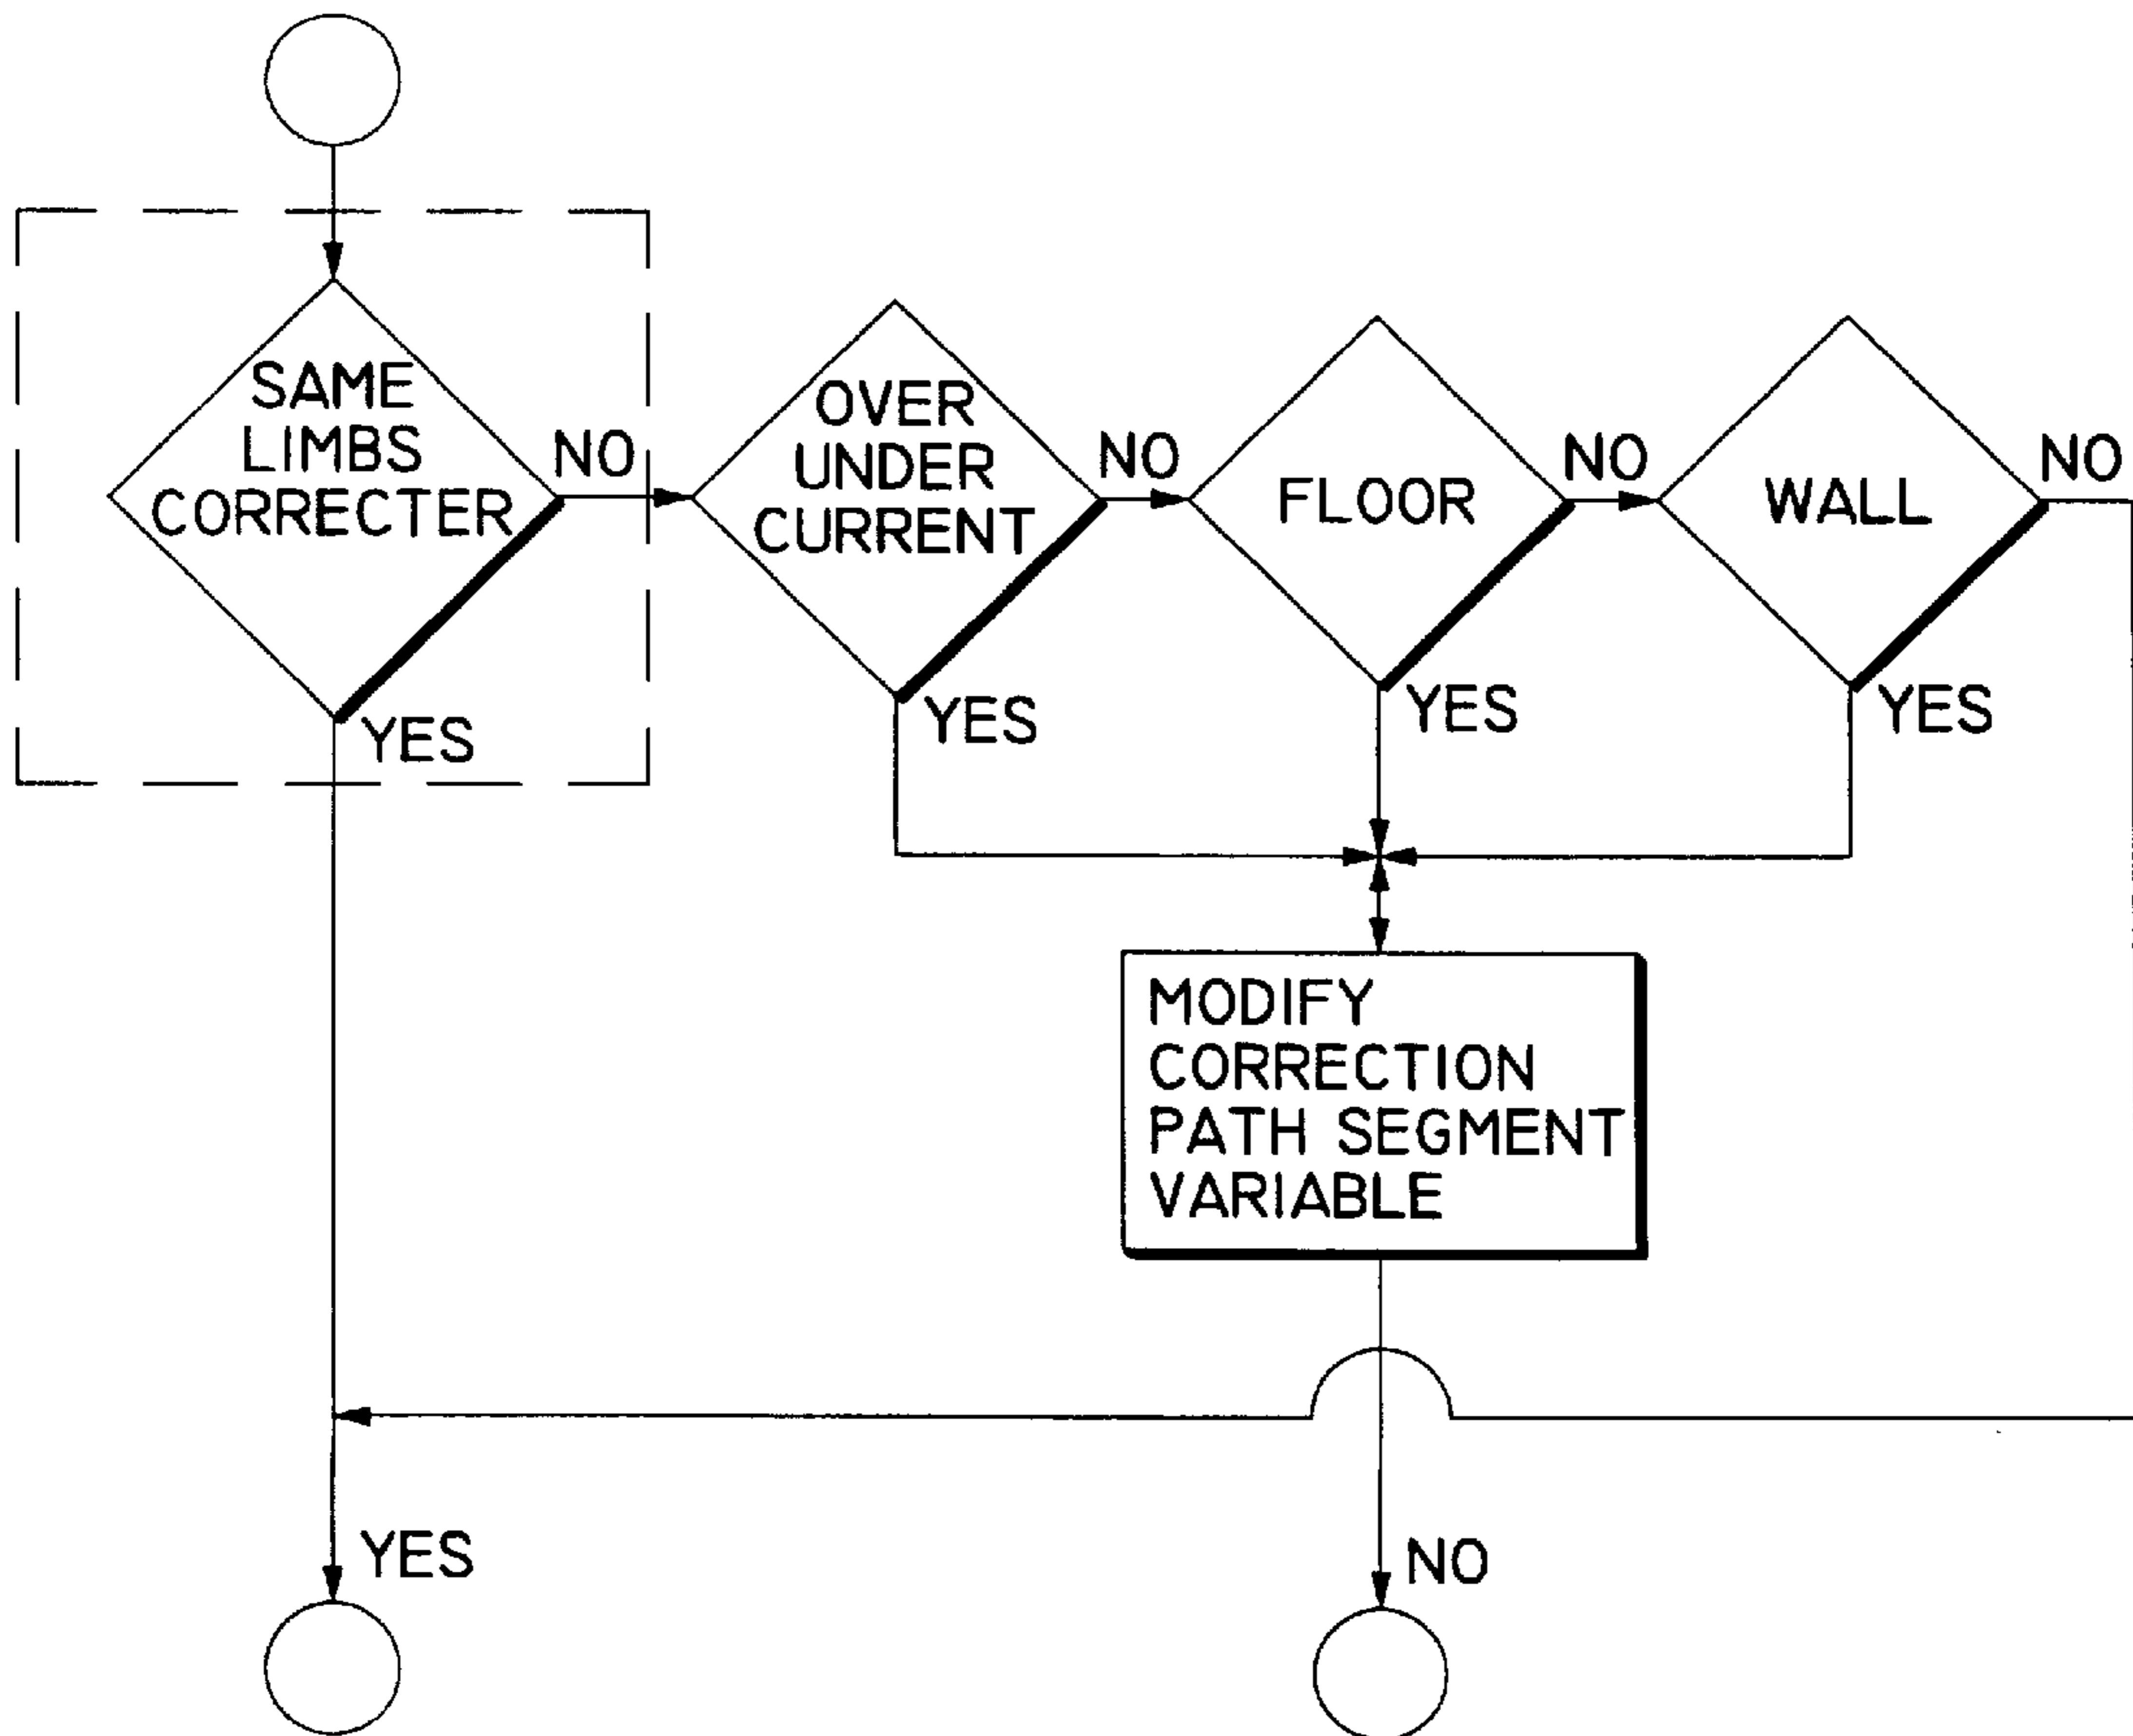 SAME
LIMBS
CORRECTER
NO
YES
OVER
UNDER
CURRENT
NO
YES
FLOOR
NO
YES
WALL
NO
YES
MODIFY
CORRECTION
PATH SEGMENT
VARIABLE
YES
NO